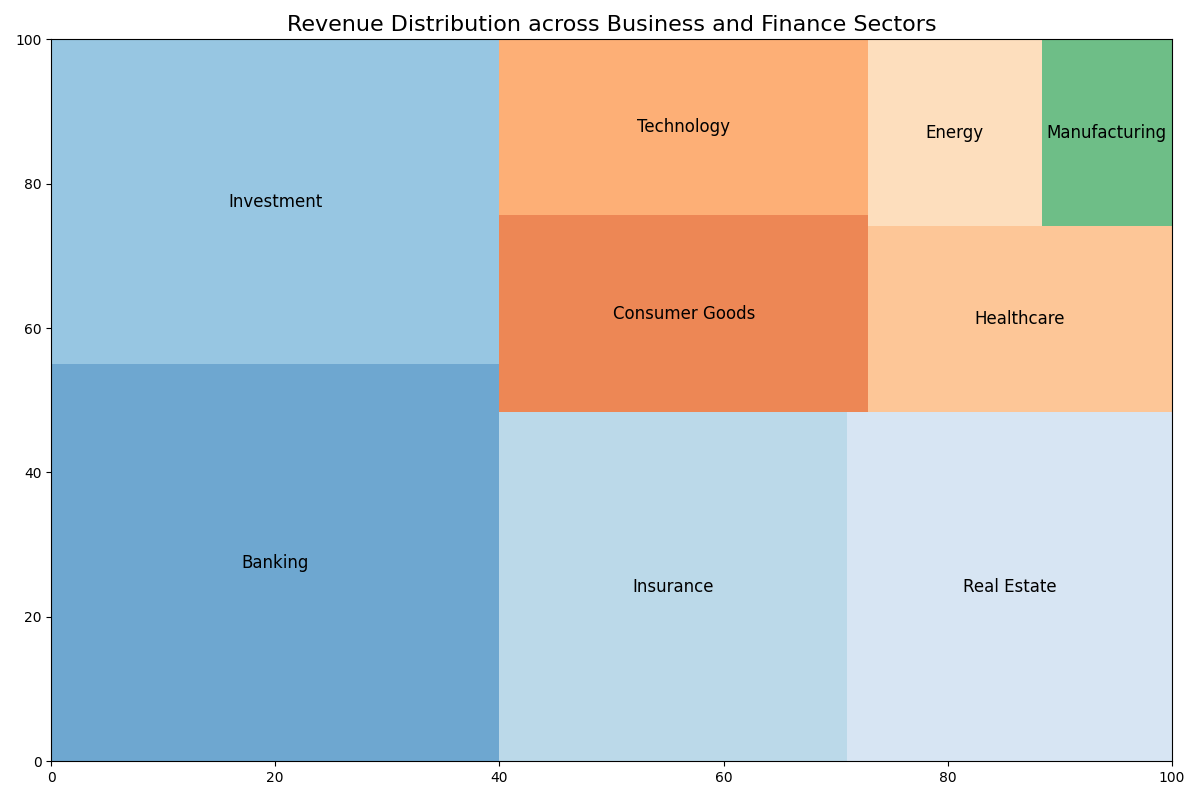 Revenue Distribution across Business and Finance Sectors
100
80
60
40
20
0
Investment
Technology
Energy
Manufacturing
Consumer Goods
Healthcare
Banking
Insurance
Real Estate
0
20
40
60
80
100